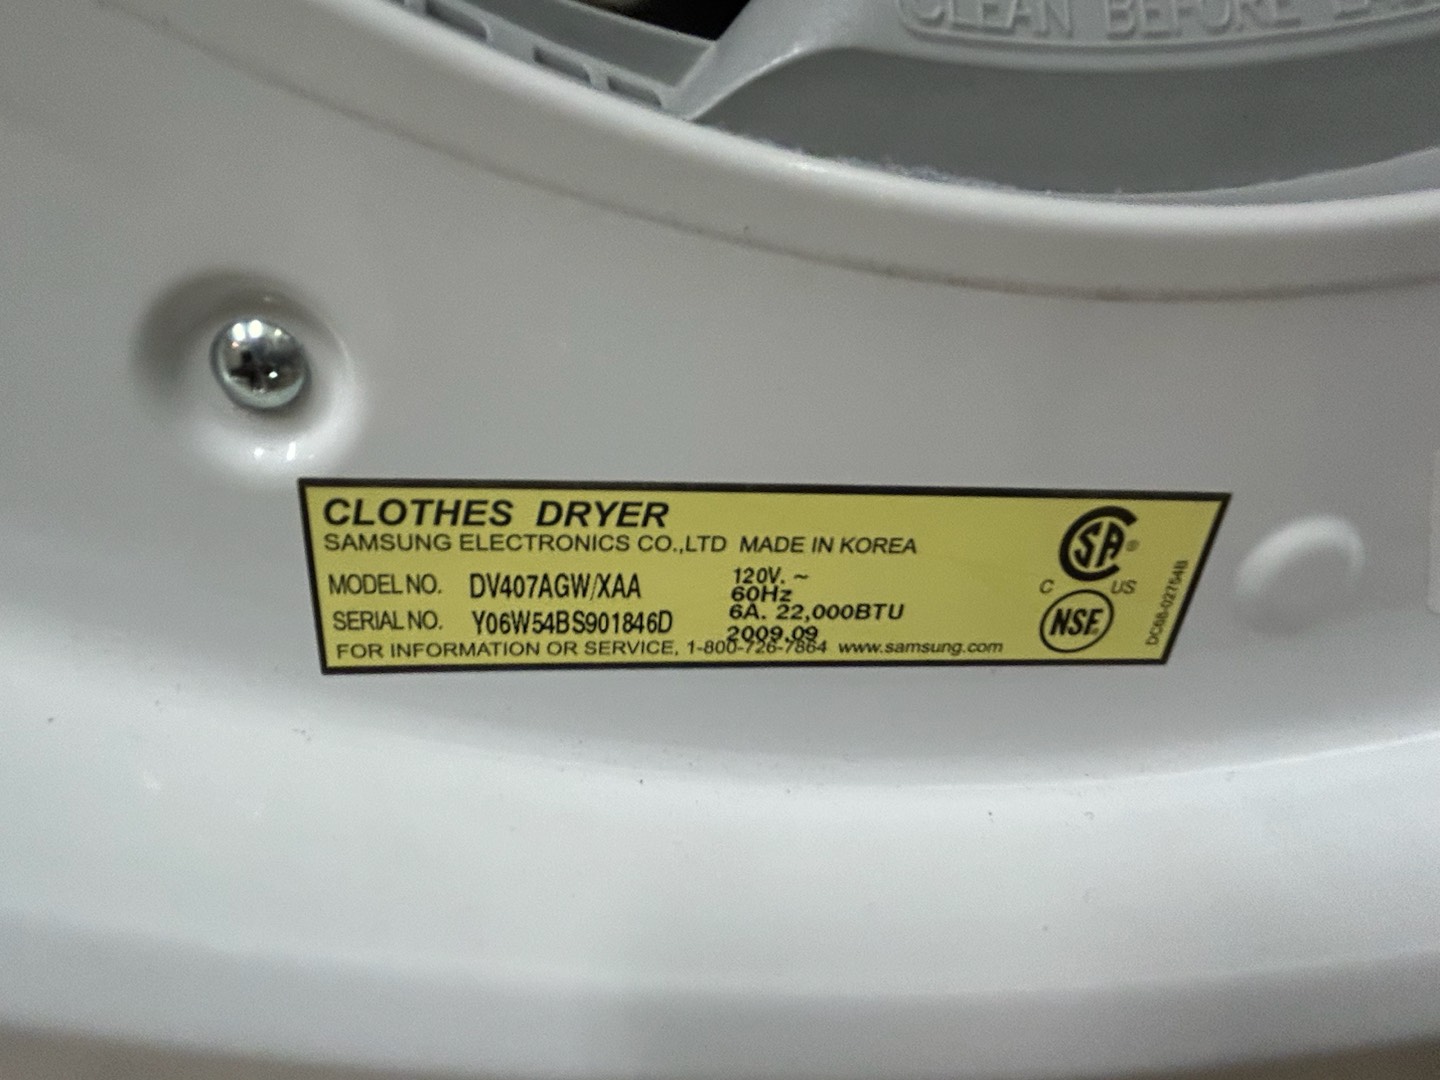 CLEAN BEFORE
CLOTHES DRYER
SAMSUNG ELECTRONICS CO.,LTD MADE IN KOREA
MODEL NO. DV407AGW/XAA
SERIAL NO. Y06W54BS901846D
120V. ~
60Hz
6A. 22,000BTU
2009.09
FOR INFORMATION OR SERVICE, 1-800-726-7864 www.samsung.com
SA®
C US
NSF
DC68-02764B